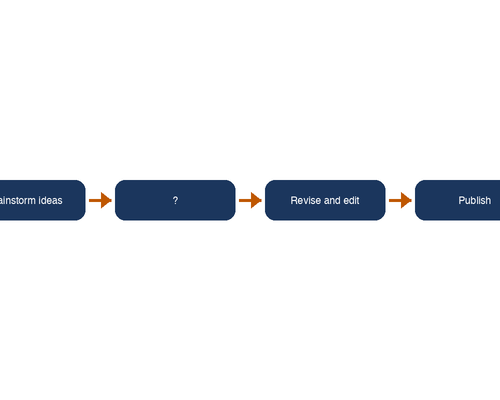 ainstorm ideas
?
Revise and edit
Publish